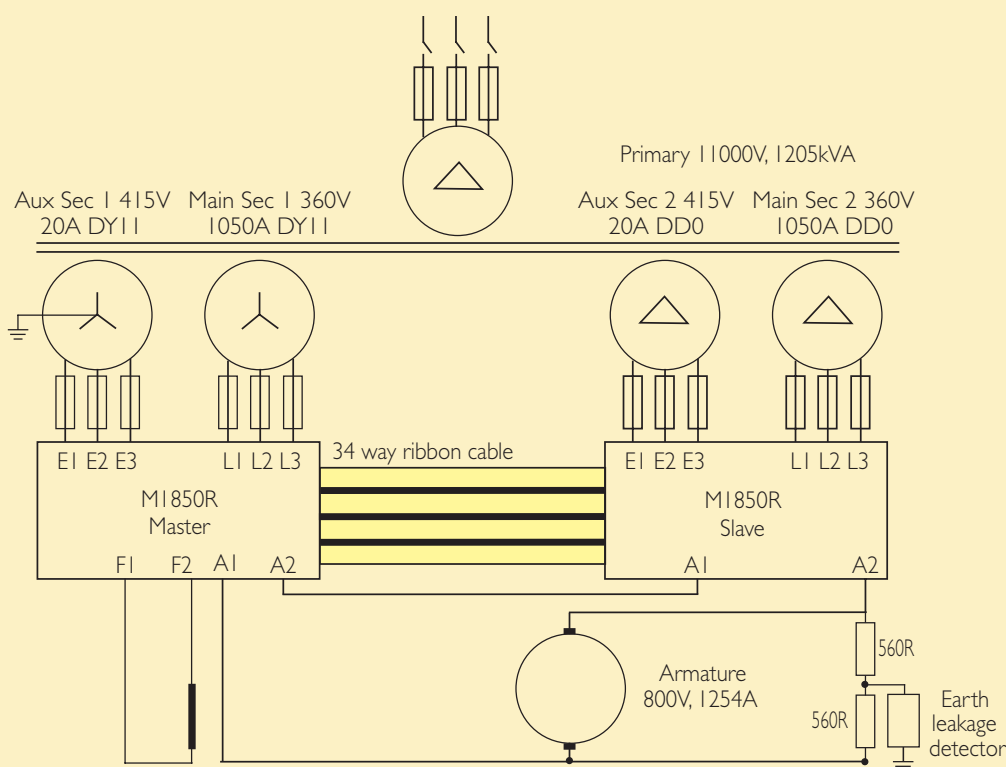 Primary 11000V, 1205kVA
Aux Sec 1 415V
20A DY11
Main Sec 1 360V
1050A DY11
Aux Sec 2 415V
20A DD0
Main Sec 2 360V
1050A DD0
E1 E2 E3
L1 L2 L3
34 way ribbon cable
E1 E2 E3
L1 L2 L3
M1850R
Master
M1850R
Slave
F1
F2
A1
A2
A1
A2
560R
Armature
800V, 1254A
560R
Earth
leakage
detector